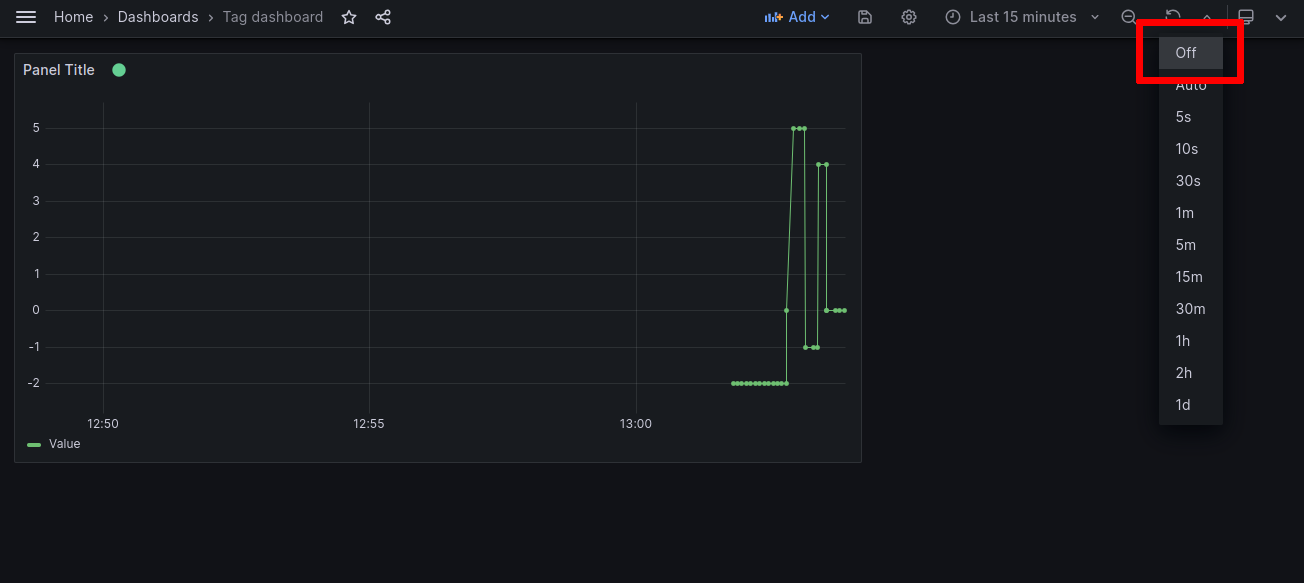 Home › Dashboards › Tag dashboard
Add
Last 15 minutes
Panel Title
5
4
3
2
1
0
-1
-2
12:50
12:55
13:00
Value
Off
Auto
5s
10s
30s
1m
5m
15m
30m
1h
2h
1d